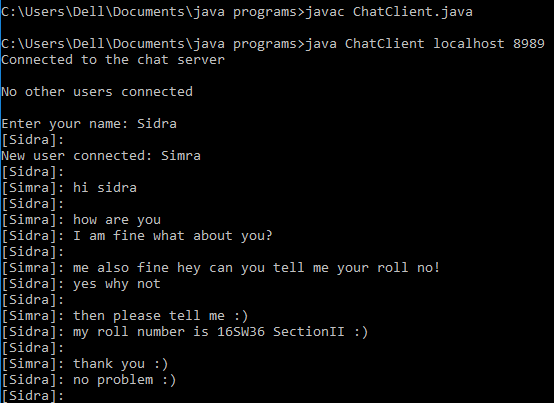 C:\Users\Dell\Documents\java programs>javac ChatClient.java
C:\Users\Dell\Documents\java programs>java ChatClient localhost 8989
Connected to the chat server
No other users connected
Enter your name: Sidra
[Sidra]:
New user connected: Simra
[Sidra]:
[Simra]: hi sidra
[Sidra]:
[Simra]: how are you
[Sidra]: I am fine what about you?
[Sidra]:
[Simra]: me also fine hey can you tell me your roll no!
[Sidra]: yes why not
[Sidra]:
[Simra]: then please tell me :)
[Sidra]: my roll number is 16SW36 SectionII :)
[Sidra]:
[Simra]: thank you :)
[Sidra]: no problem :)
[Sidra]: